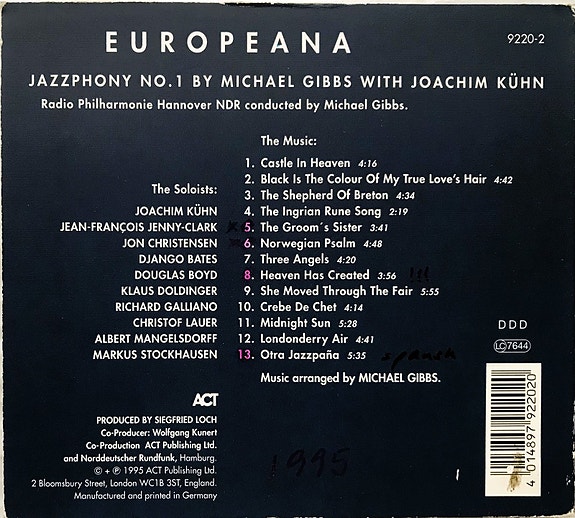 EUROPEANA
9220-2
JAZZPHONY NO.1 BY MICHAEL GIBBS WITH JOACHIM KÜHN
Radio Philharmonie Hannover NDR conducted by Michael Gibbs.
The Music:
1. Castle In Heaven 4:16
2. Black Is The Colour Of My True Love's Hair 4:42
3. The Shepherd Of Breton 4:34
4. The Ingrian Rune Song 2:19
5. The Groom´s Sister 3:41
6. Norwegian Psalm 4:48
7. Three Angels 4:20
8. Heaven Has Created 3:56
9. She Moved Through The Fair 5:55
10. Crebe De Chet 4:14
11. Midnight Sun 5:28
12. Londonderry Air 4:41
13. Otra Jazzpaña 5:35 spanish
Music arranged by MICHAEL GIBBS.
The Soloists:
JOACHIM KÜHN
JEAN-FRANÇOIS JENNY-CLARK
JON CHRISTENSEN
DJANGO BATES
DOUGLAS BOYD
KLAUS DOLDINGER
RICHARD GALLIANO
CHRISTOF LAUER
ALBERT MANGELSDORFF
MARKUS STOCKHAUSEN
DDD
LC 7644
ACT
PRODUCED BY SIEGFRIED LOCH
Co-Producer: Wolfgang Kunert
Co-Production ACT Publishing Ltd.
and Norddeutscher Rundfunk, Hamburg.
© + ℗ 1995 ACT Publishing Ltd.
2 Bloomsbury Street, London WC1B 3ST, England.
Manufactured and printed in Germany
1995
4 014897 922020